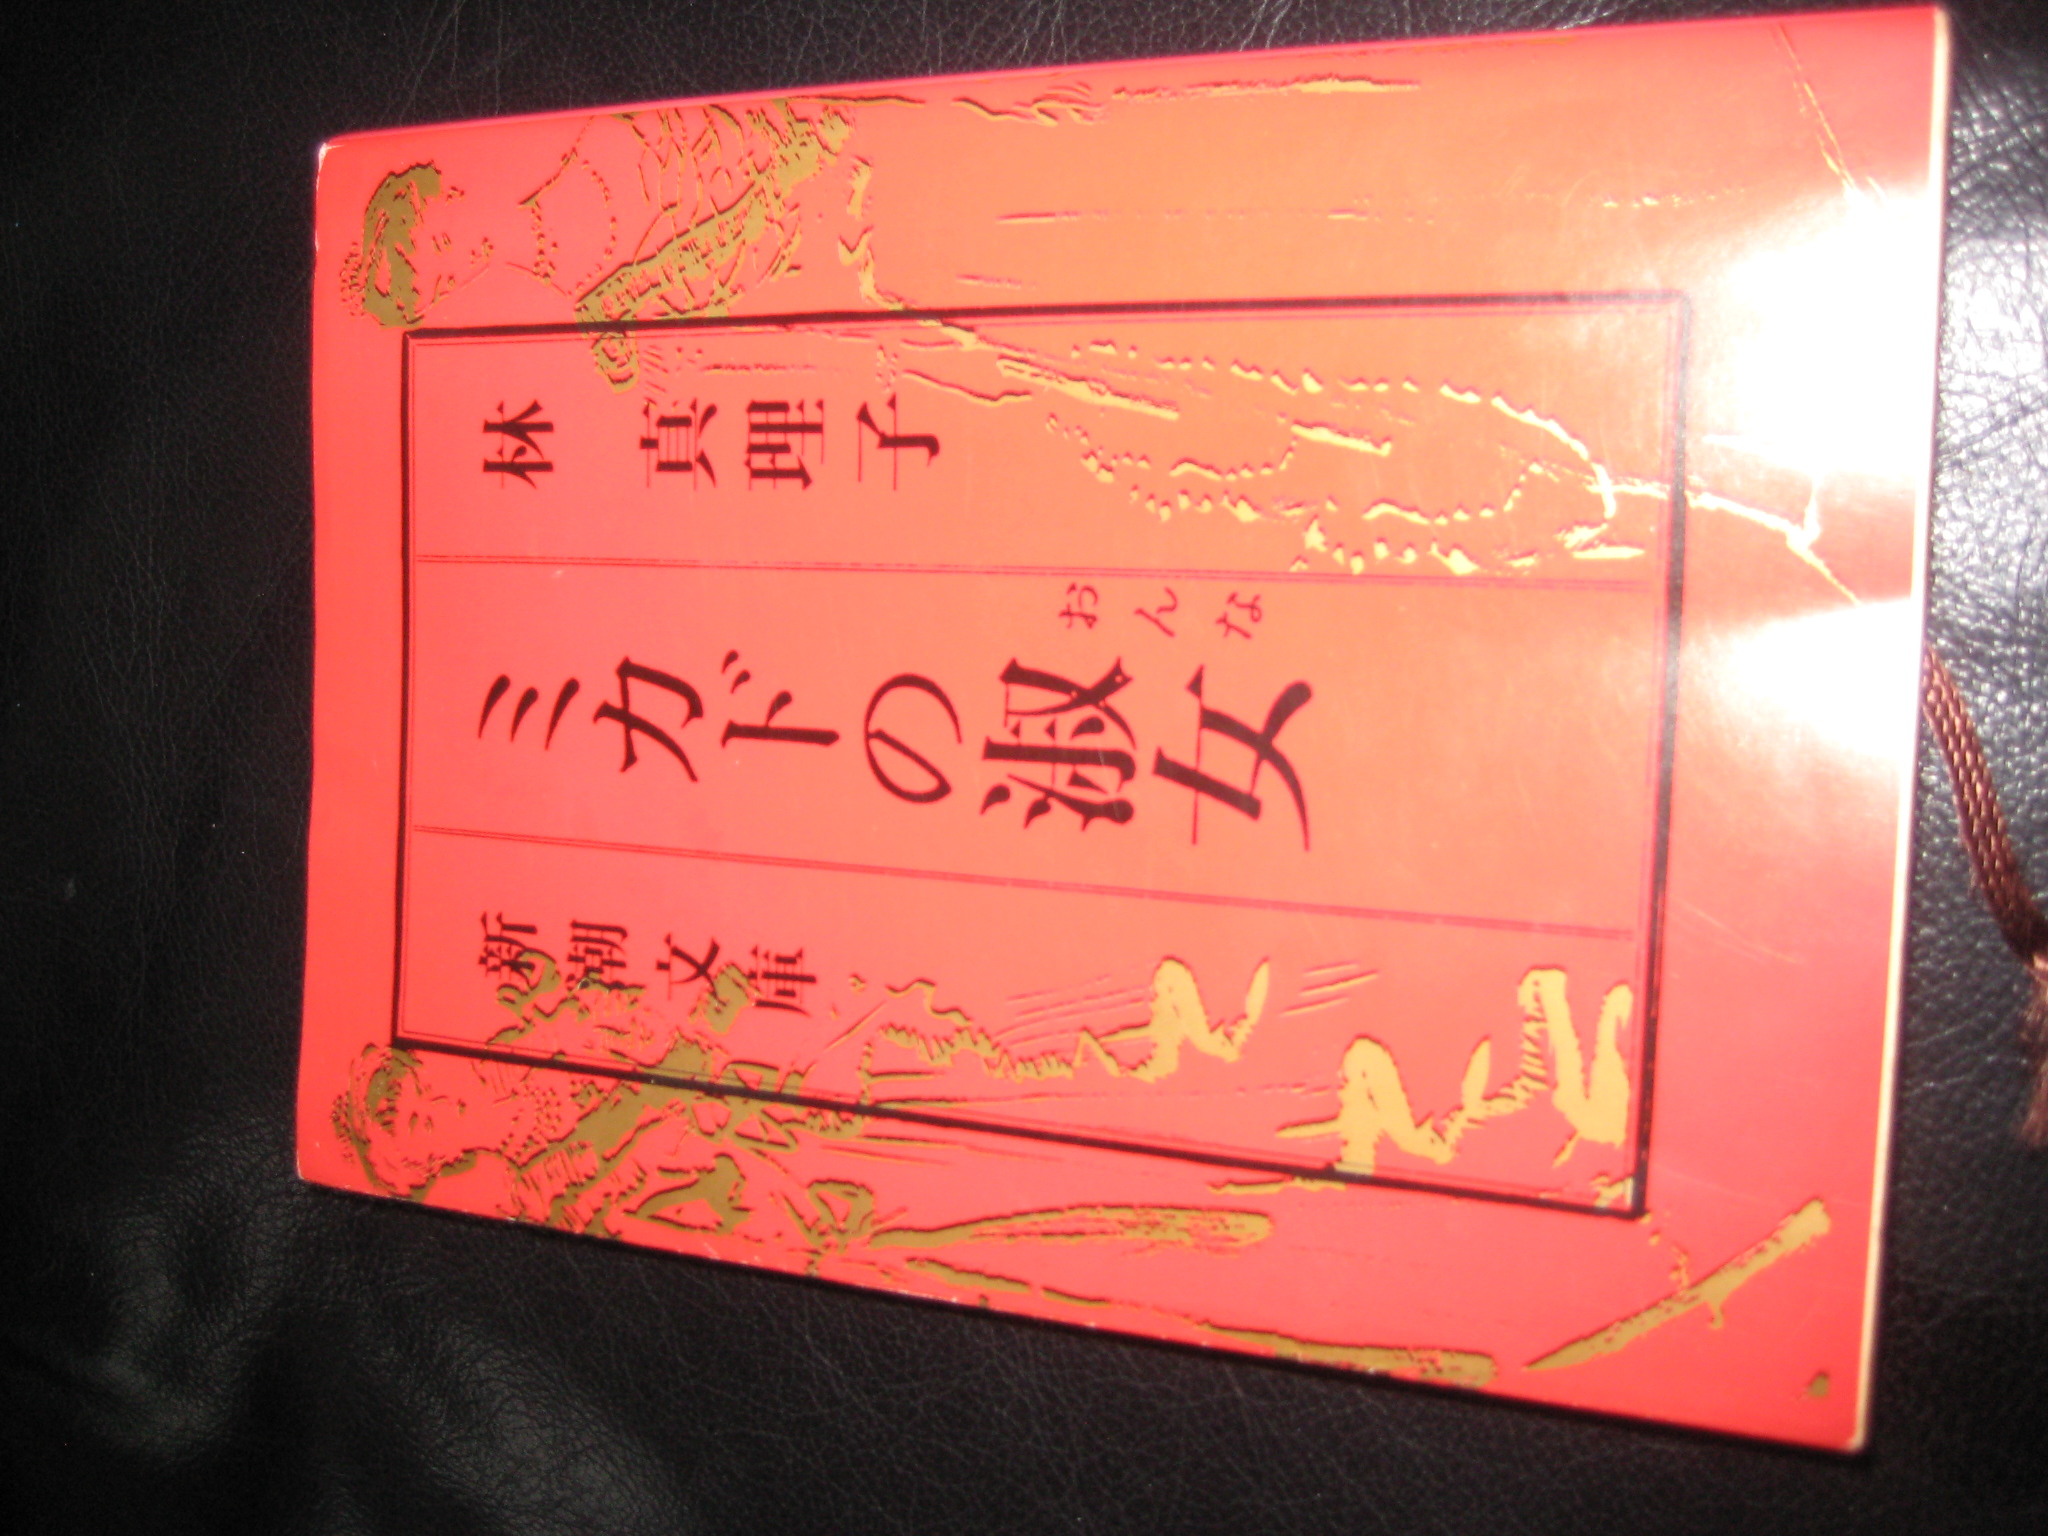 林 真理子
おんな
ミカドの淑女
新潮文庫